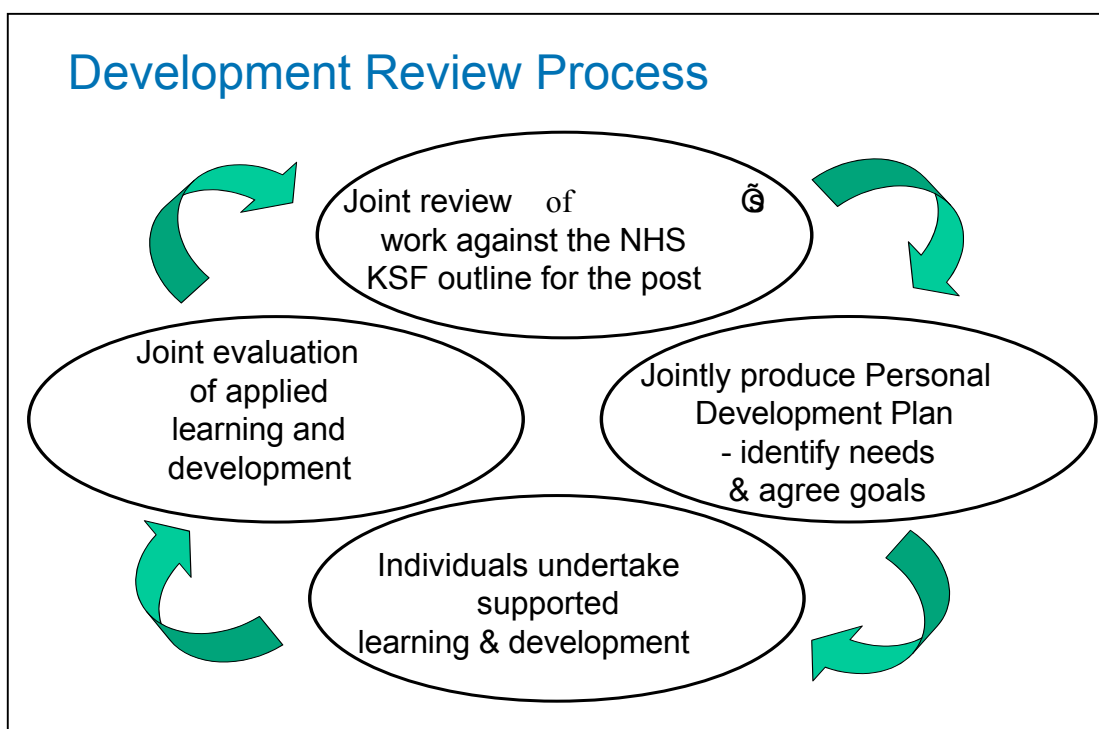 Development Review Process
Joint review of
work against the NHS
KSF outline for the post
Joint evaluation
of applied
learning and
development
Jointly produce Personal
Development Plan
- identify needs
& agree goals
Individuals undertake
supported
learning & development